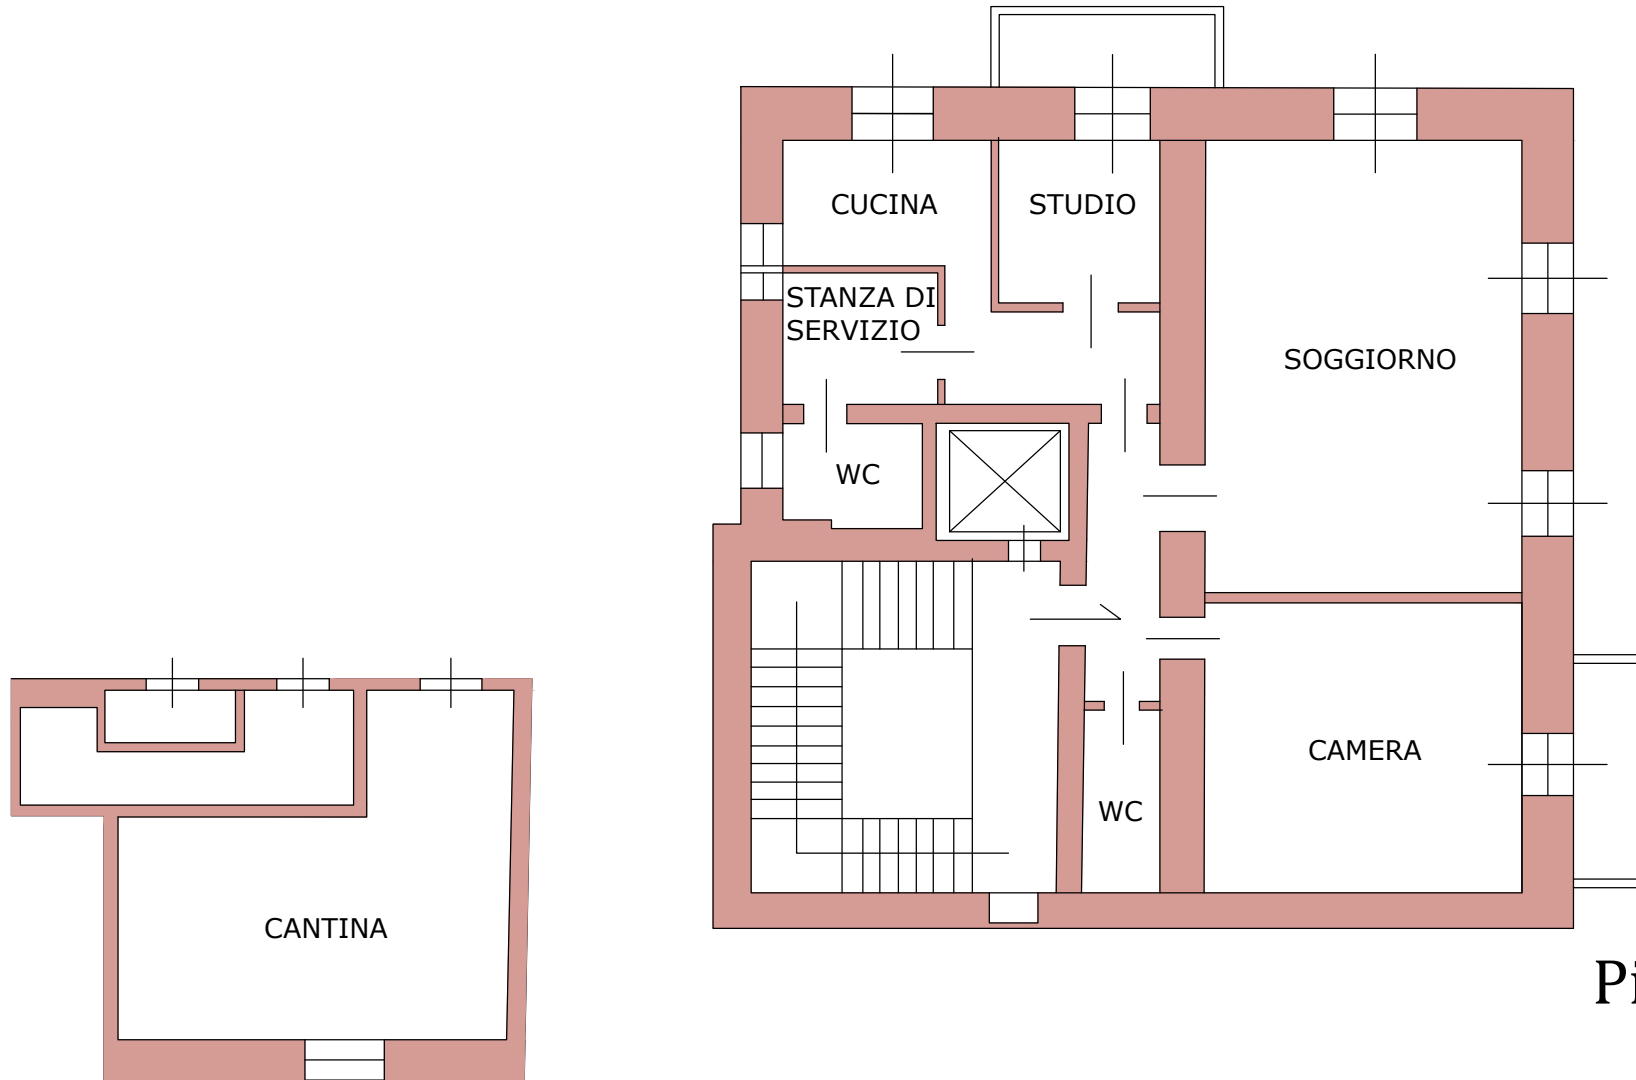 CUCINA
STUDIO
STANZA DI
SERVIZIO
SOGGIORNO
WC
CAMERA
WC
CANTINA